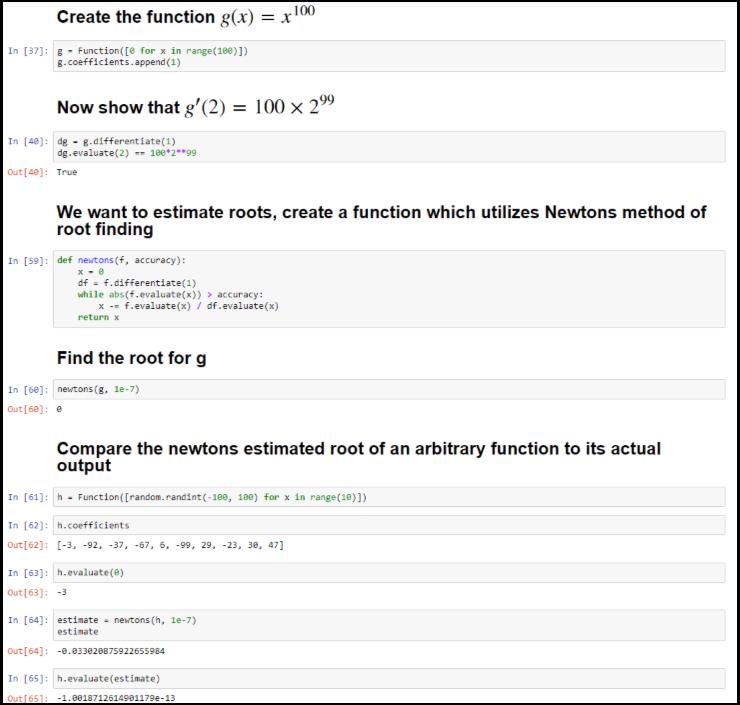 Create the function g(x) = x¹⁰⁰
In [37]: g = Function([0 for x in range(100)])
g.coefficients.append(1)
Now show that g′(2) = 100 × 2⁹⁹
In [40]: dg = g.differentiate(1)
dg.evaluate(2) == 100*2**99
Out[40]: True
We want to estimate roots, create a function which utilizes Newtons method of
root finding
In [59]: def newtons(f, accuracy):
x = 0
df = f.differentiate(1)
while abs(f.evaluate(x)) > accuracy:
x -= f.evaluate(x) / df.evaluate(x)
return x
Find the root for g
In [60]: newtons(g, 1e-7)
Out[60]: 0
Compare the newtons estimated root of an arbitrary function to its actual
output
In [61]: h = Function([random.randint(-100, 100) for x in range(10)])
In [62]: h.coefficients
Out[62]: [-3, -92, -37, -67, 6, -99, 29, -23, 30, 47]
In [63]: h.evaluate(0)
Out[63]: -3
In [64]: estimate = newtons(h, 1e-7)
estimate
Out[64]: -0.033020875922655984
In [65]: h.evaluate(estimate)
Out[65]: -1.0018712614901179e-13